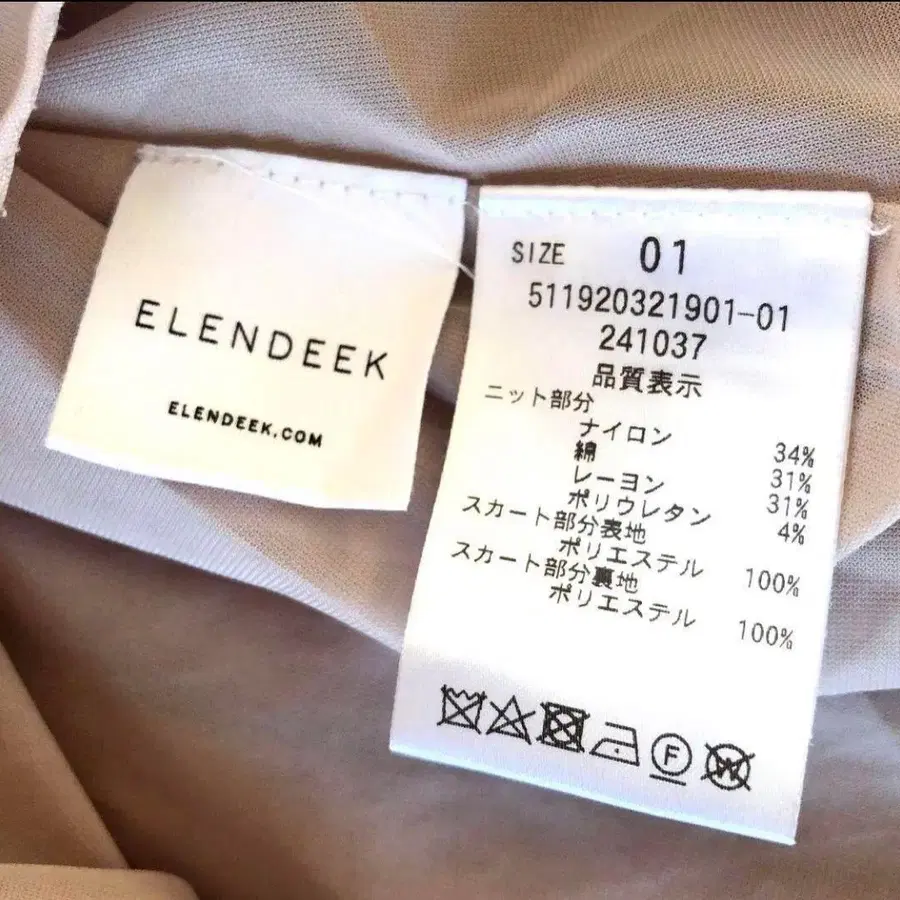 ELENDEEK
ELENDEEK.COM
SIZE 01
511920321901-01
241037
品質表示
ニット部分
ナイロン 34%
綿 31%
レーヨン 31%
ポリウレタン 4%
スカート部分表地
ポリエステル 100%
スカート部分裏地
ポリエステル 100%
F W